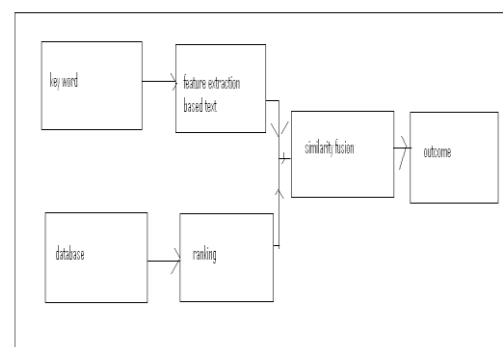 key word
feature extraction
based text
similarity fusion
outcome
database
ranking